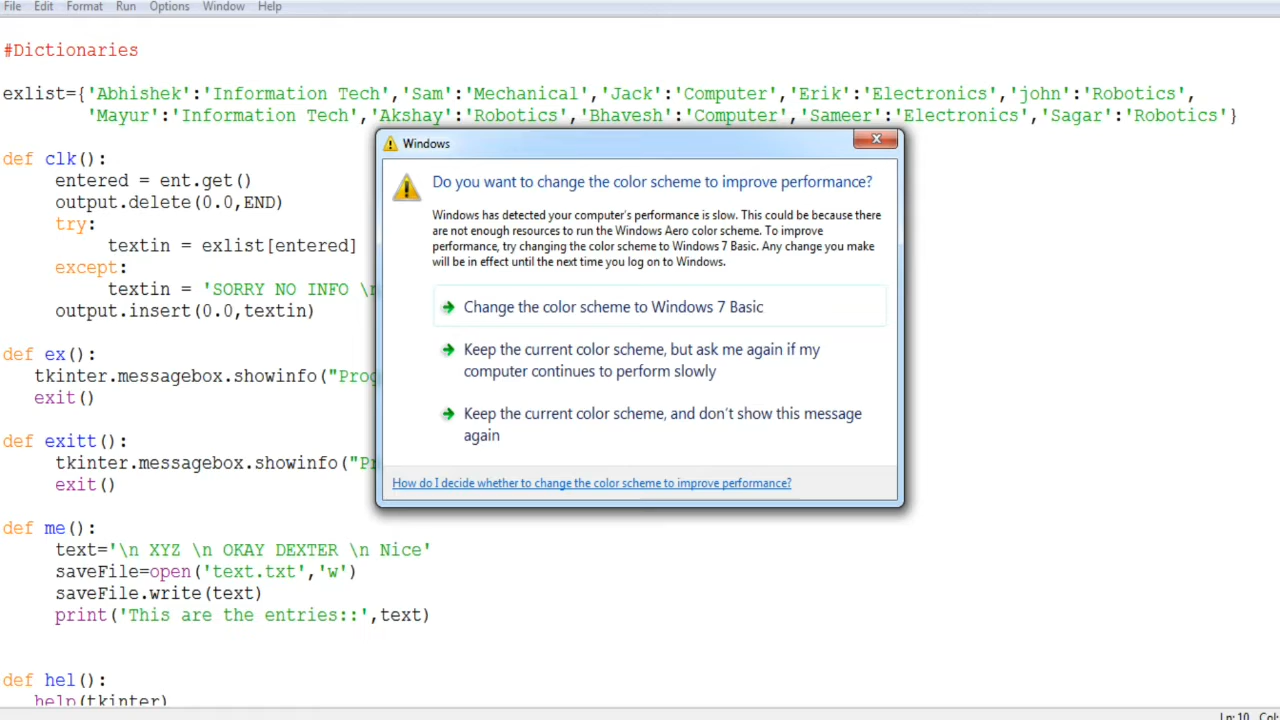 File Edit Format Run Options Window Help
#Dictionaries
exlist={'Abhishek':'Information Tech','Sam':'Mechanical','Jack':'Computer','Erik':'Electronics','john':'Robotics',
'Mayur':'Information Tech','Akshay':'Robotics','Bhavesh':'Computer','Sameer':'Electronics','Sagar':'Robotics'}
def clk():
entered = ent.get()
output.delete(0.0,END)
try:
textin = exlist[entered]
except:
textin = 'SORRY NO INFO \n
output.insert(0.0,textin)
def ex():
tkinter.messagebox.showinfo("Prog
exit()
def exitt():
tkinter.messagebox.showinfo("Pr
exit()
def me():
text='\n XYZ \n OKAY DEXTER \n Nice'
saveFile=open('text.txt','w')
saveFile.write(text)
print('This are the entries::',text)
def hel():
help(tkinter)
Windows
Do you want to change the color scheme to improve performance?
Windows has detected your computer's performance is slow. This could be because there
are not enough resources to run the Windows Aero color scheme. To improve
performance, try changing the color scheme to Windows 7 Basic. Any change you make
will be in effect until the next time you log on to Windows.
Change the color scheme to Windows 7 Basic
Keep the current color scheme, but ask me again if my
computer continues to perform slowly
Keep the current color scheme, and don't show this message
again
How do I decide whether to change the color scheme to improve performance?
Ln: 10 Col: